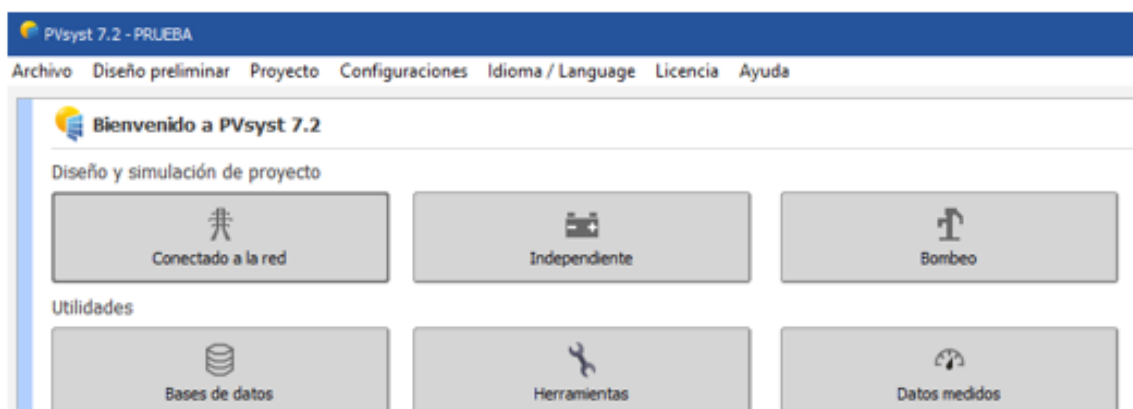 PVsyst 7.2 - PRUEBA
Archivo Diseño preliminar Proyecto Configuraciones Idioma / Language Licencia Ayuda
Bienvenido a PVsyst 7.2
Diseño y simulación de proyecto
Conectado a la red Independiente Bombeo
Utilidades
Bases de datos Herramientas Datos medidos